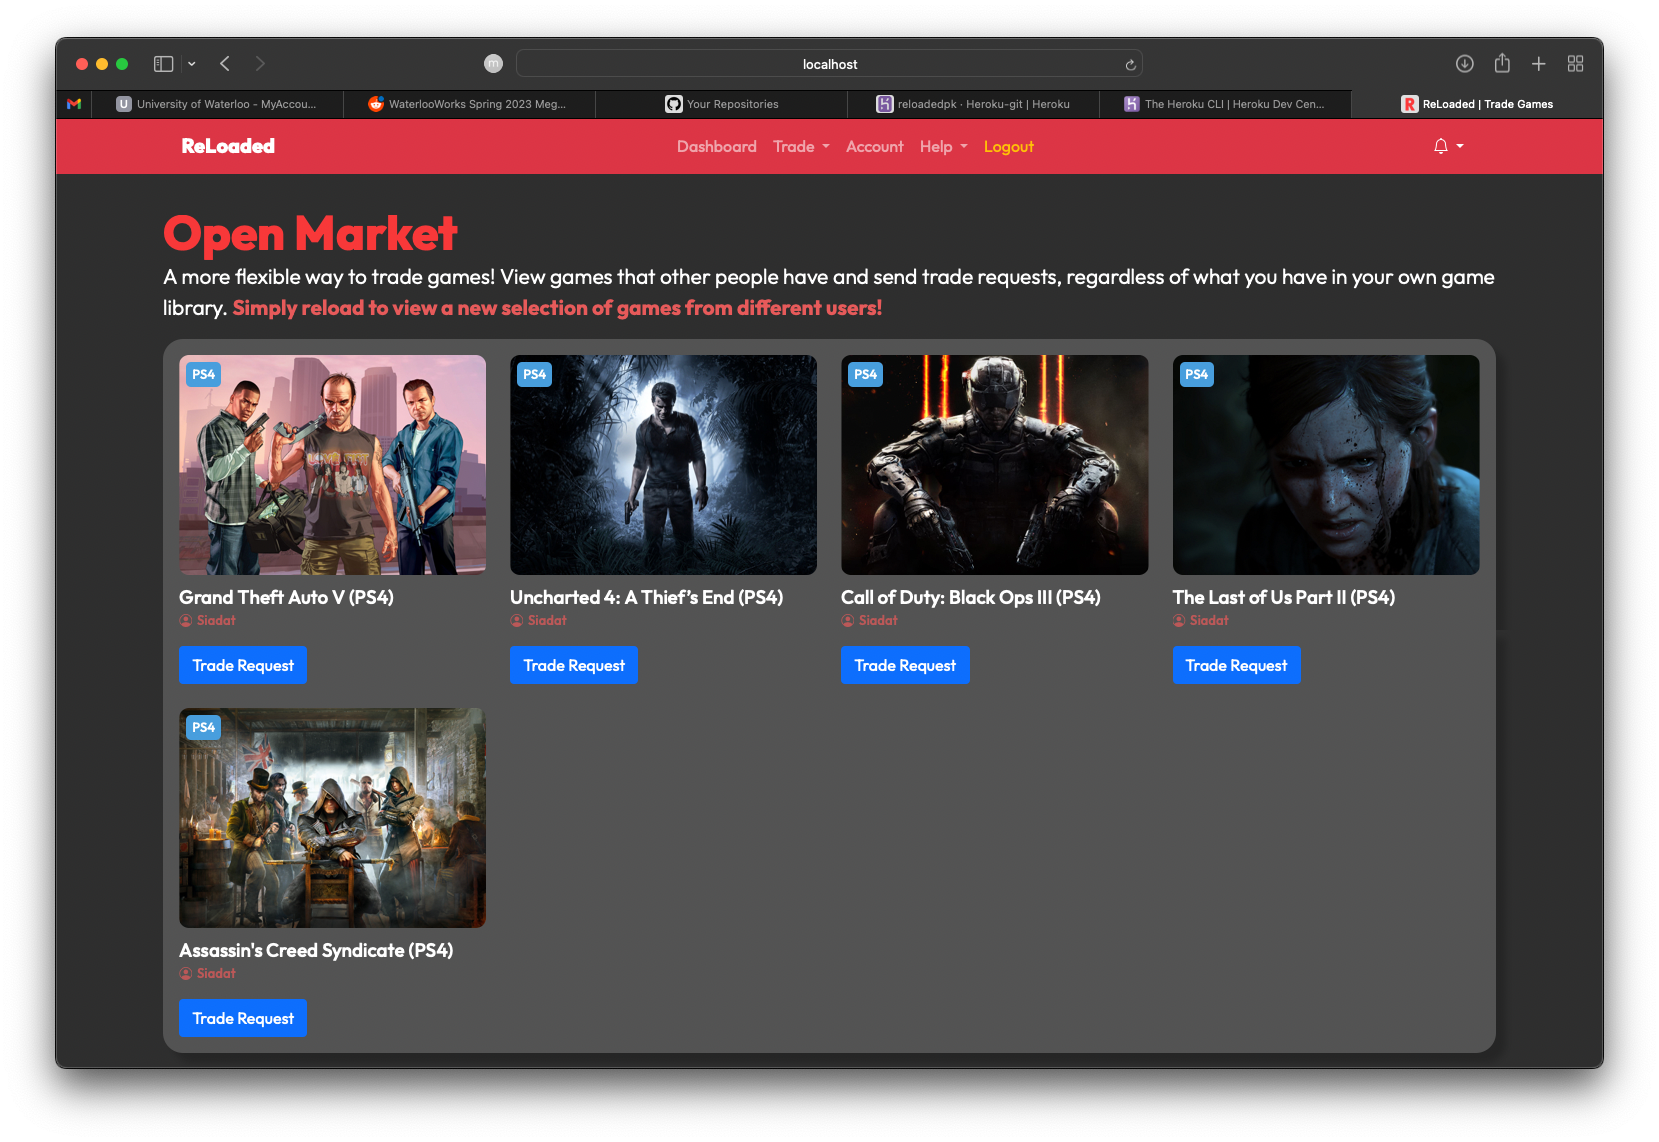 localhost
University of Waterloo - MyAccou...
WaterlooWorks Spring 2023 Meg...
Your Repositories
reloadedpk · Heroku-git | Heroku
The Heroku CLI | Heroku Dev Cen...
ReLoaded | Trade Games
ReLoaded
Dashboard
Trade
Account
Help
Logout
Open Market
A more flexible way to trade games! View games that other people have and send trade requests, regardless of what you have in your own game
library. Simply reload to view a new selection of games from different users!
PS4
PS4
PS4
PS4
Grand Theft Auto V (PS4)
Siadat
Trade Request
Uncharted 4: A Thief’s End (PS4)
Siadat
Trade Request
Call of Duty: Black Ops III (PS4)
Siadat
Trade Request
The Last of Us Part II (PS4)
Siadat
Trade Request
PS4
Assassin's Creed Syndicate (PS4)
Siadat
Trade Request